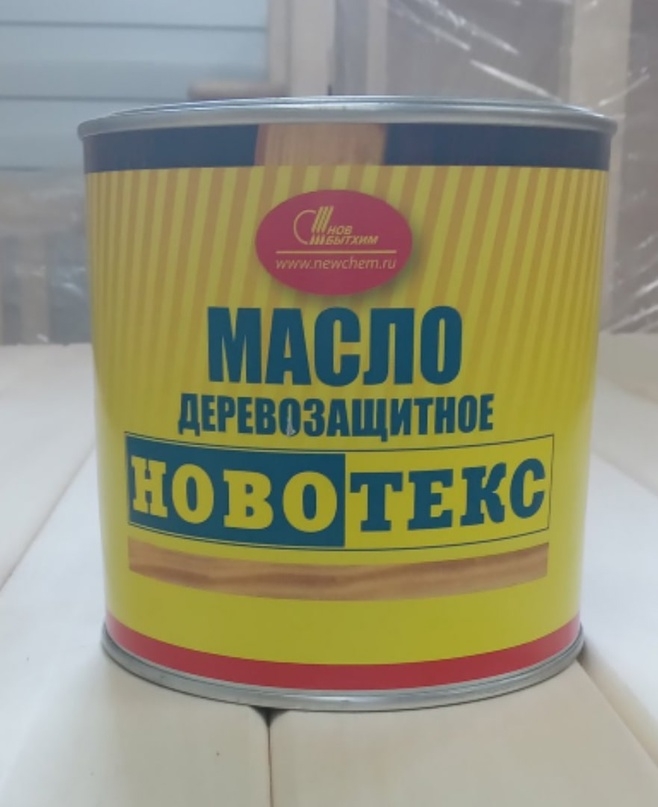 НОВ
БЫТХИМ
www.newchem.ru
МАСЛО
ДЕРЕВОЗАЩИТНОЕ
НОВОТЕКС